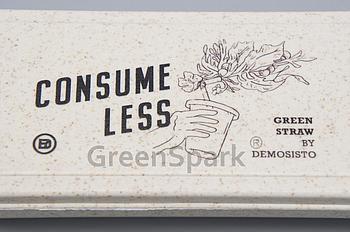 CONSUME
LESS
GREEN
STRAW
® BY
DEMOSISTO
GreenSpark